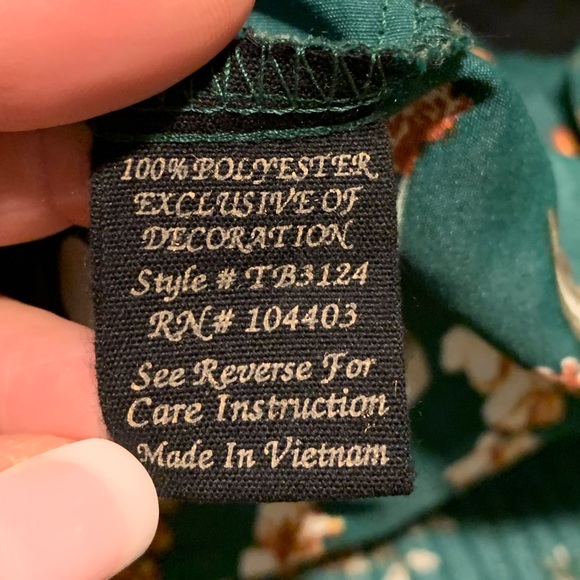 100% POLYESTER
EXCLUSIVE OF
DECORATION
Style # TB3124
RN# 104403
See Reverse For
Care Instruction
Made In Vietnam